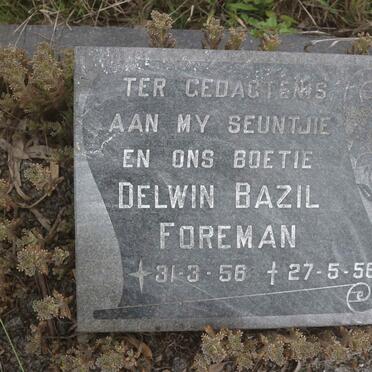 TER GEDAGTENIS
AAN MY SEUNTJIE
EN ONS BOETIE
DELWIN BAZIL
FOREMAN
31-3-56 † 27-5-56